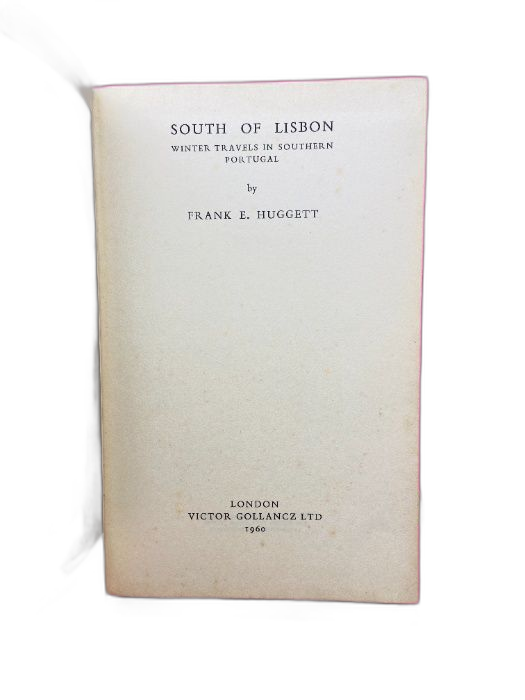 SOUTH OF LISBON
WINTER TRAVELS IN SOUTHERN
PORTUGAL
by
FRANK E. HUGGETT
LONDON
VICTOR GOLLANCZ LTD
1960